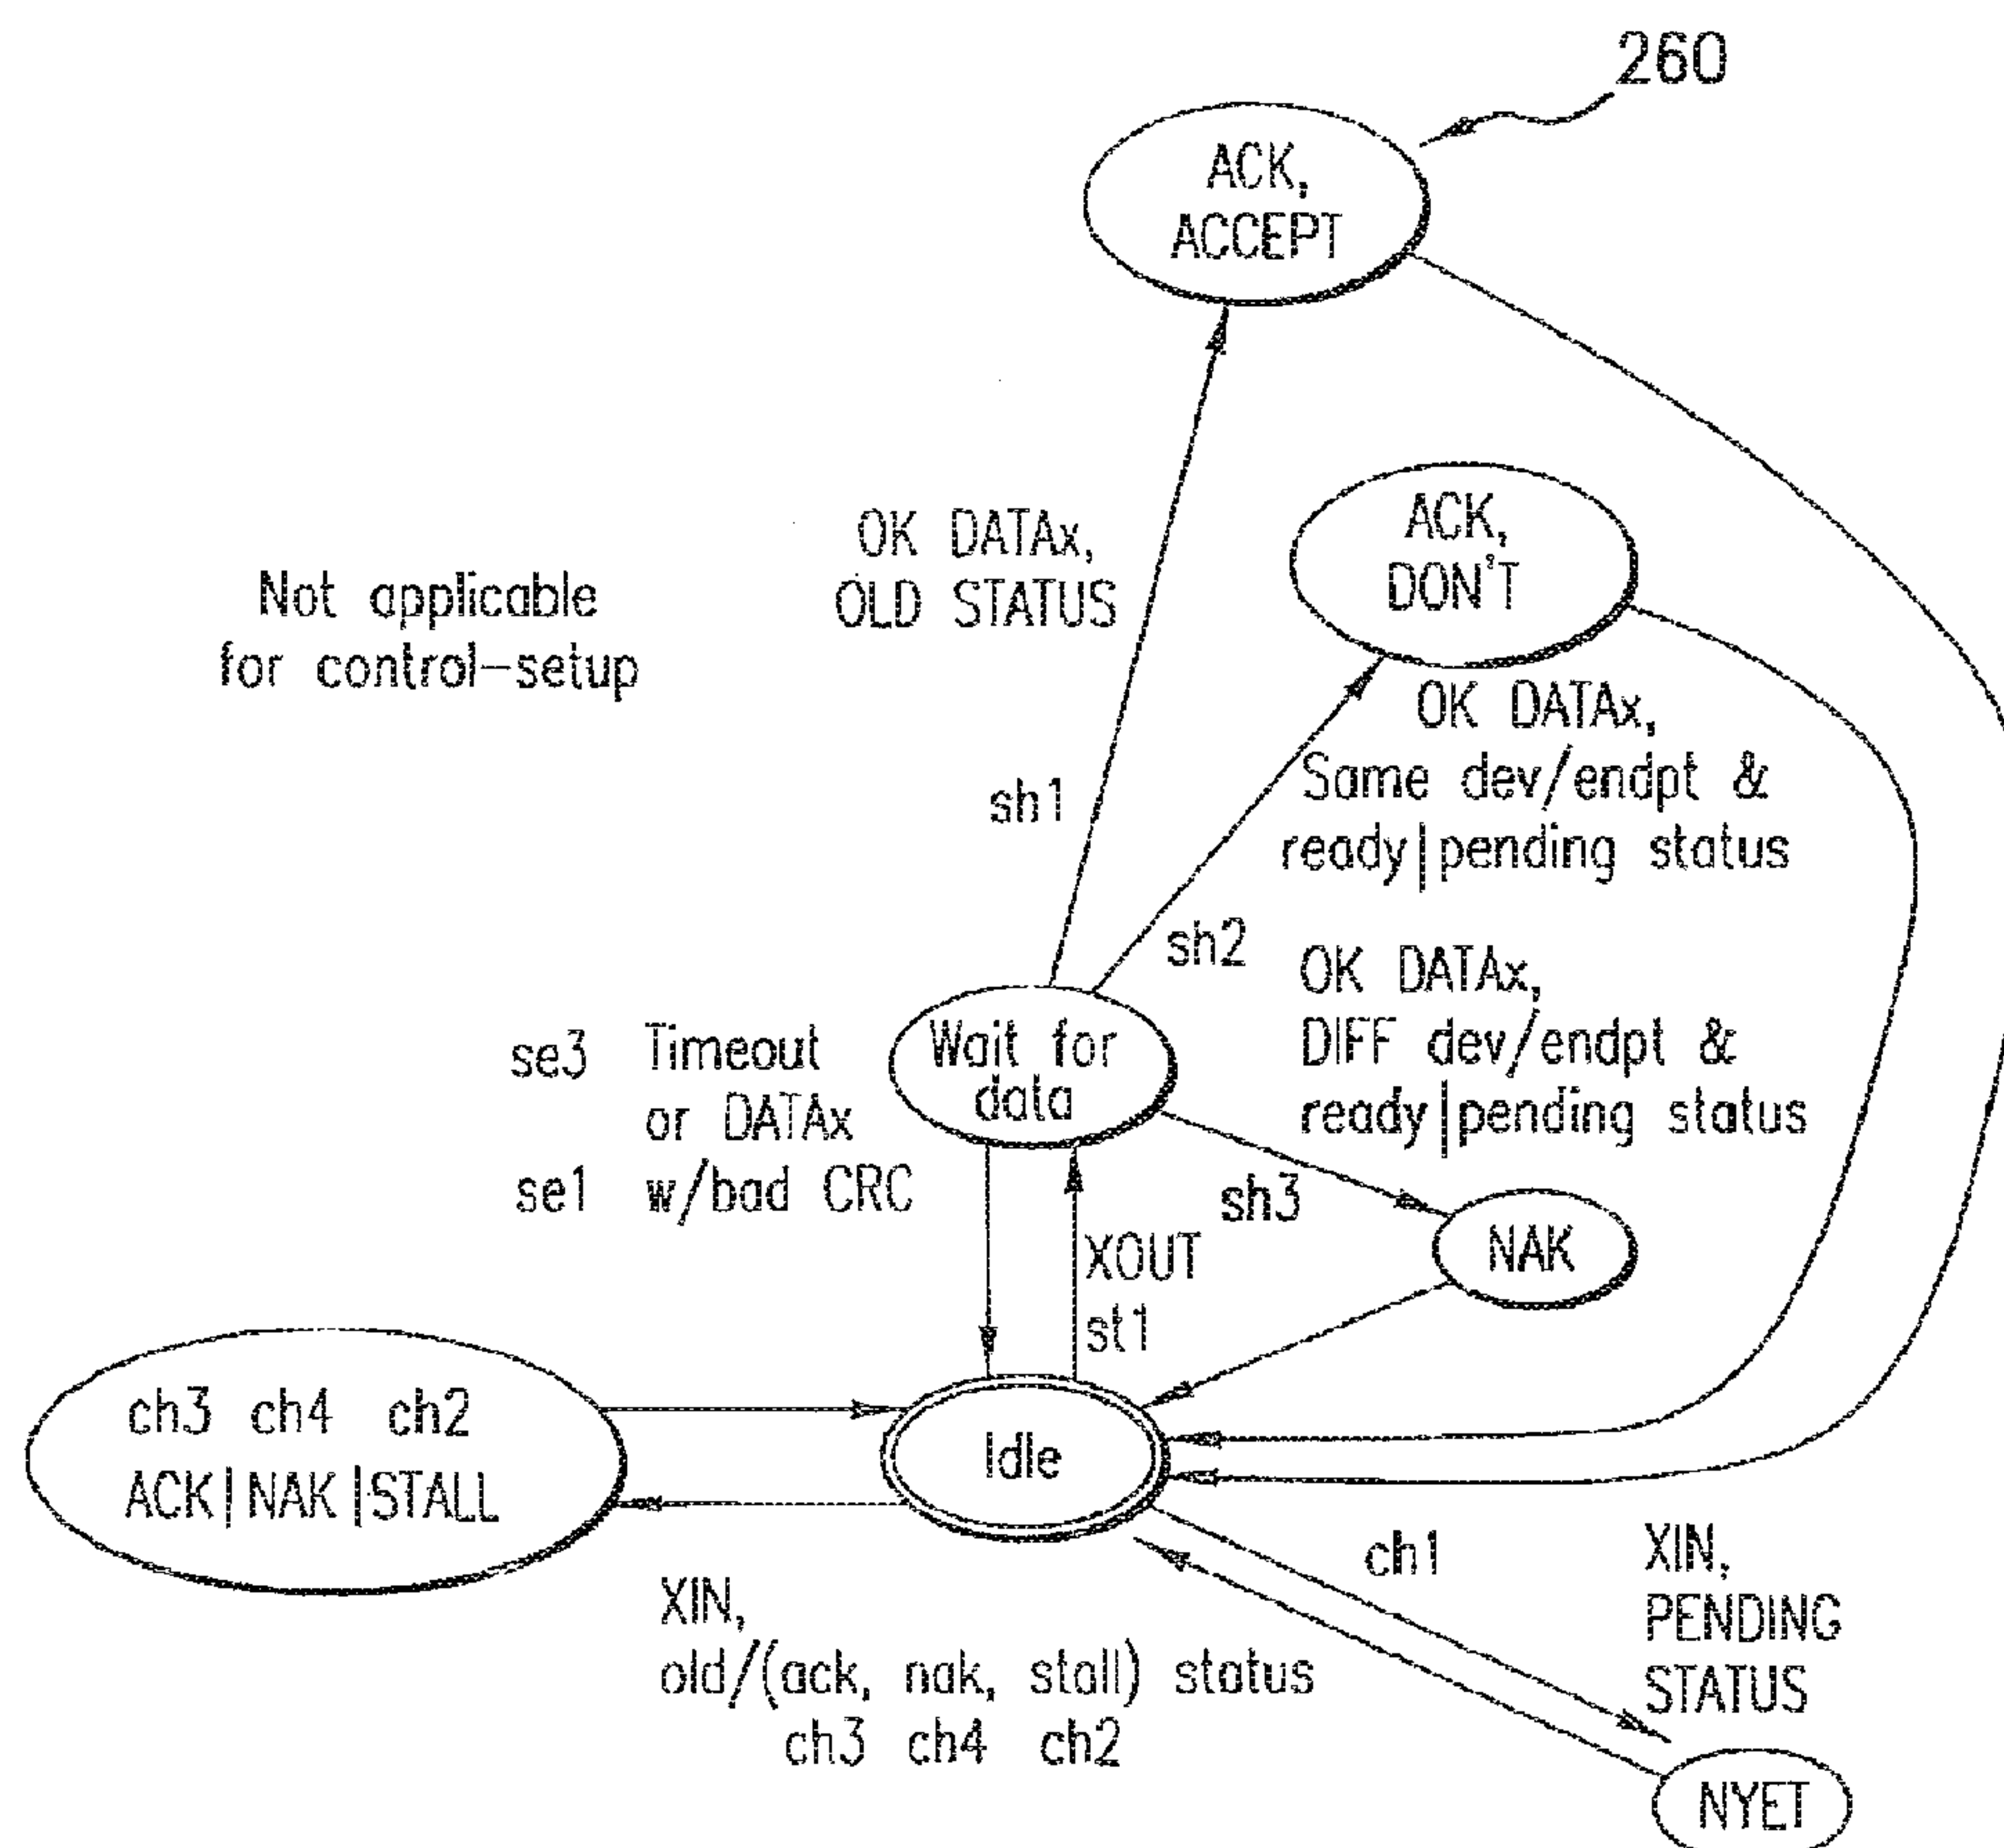 260
ACK,
ACCEPT
OK DATAx,
OLD STATUS
ACK,
DON'T
Not applicable
for control-setup
OK DATAx,
Same dev/endpt &
ready|pending status
sh1
sh2
OK DATAx,
DIFF dev/endpt &
ready|pending status
Wait for
data
se3 Timeout
or DATAx
se1 w/bad CRC
sh3
XOUT
st1
NAK
ch3 ch4 ch2
ACK|NAK|STALL
Idle
ch1
XIN,
PENDING
STATUS
XIN,
old/(ack, nak, stall) status
ch3 ch4 ch2
NYET